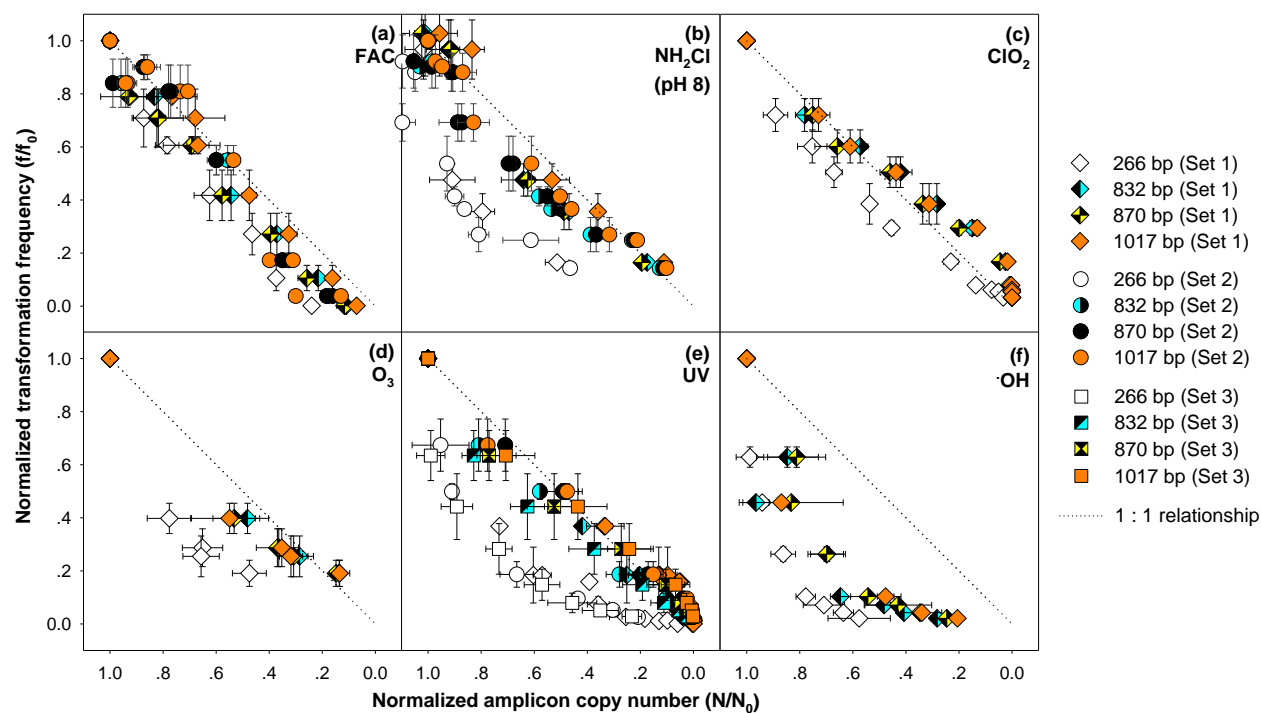 (a)
FAC
(b)
NH₂Cl
(pH 8)
(c)
ClO₂
1.0
.8
.6
.4
.2
0.0
(d)
O₃
(e)
UV
(f)
·OH
1.0
.8
.6
.4
.2
0.0
1.0 .8 .6 .4 .2 0.0
1.0 .8 .6 .4 .2 0.0
1.0 .8 .6 .4 .2 0.0
Normalized transformation frequency (f/f₀)
Normalized amplicon copy number (N/N₀)
266 bp (Set 1)
832 bp (Set 1)
870 bp (Set 1)
1017 bp (Set 1)
266 bp (Set 2)
832 bp (Set 2)
870 bp (Set 2)
1017 bp (Set 2)
266 bp (Set 3)
832 bp (Set 3)
870 bp (Set 3)
1017 bp (Set 3)
1 : 1 relationship